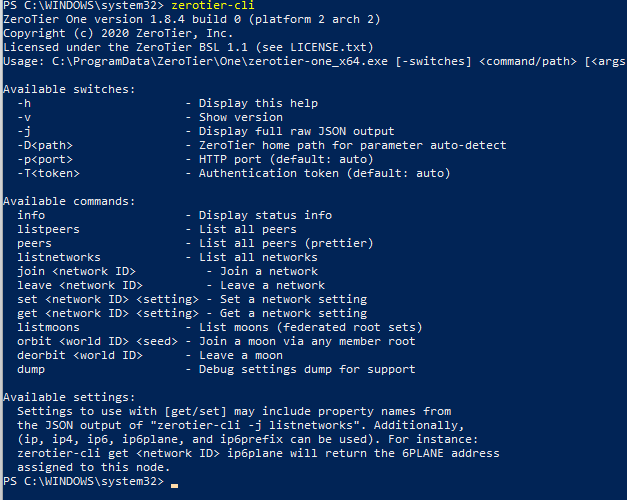 PS C:\WINDOWS\system32> zerotier-cli
ZeroTier One version 1.8.4 build 0 (platform 2 arch 2)
Copyright (c) 2020 ZeroTier, Inc.
Licensed under the ZeroTier BSL 1.1 (see LICENSE.txt)
Usage: C:\ProgramData\ZeroTier\One\zerotier-one_x64.exe [-switches] <command/path> [<args
Available switches:
  -h                      - Display this help
  -v                      - Show version
  -j                      - Display full raw JSON output
  -D<path>                - ZeroTier home path for parameter auto-detect
  -p<port>                - HTTP port (default: auto)
  -T<token>               - Authentication token (default: auto)
Available commands:
  info                    - Display status info
  listpeers               - List all peers
  peers                   - List all peers (prettier)
  listnetworks            - List all networks
  join <network ID>          - Join a network
  leave <network ID>         - Leave a network
  set <network ID> <setting> - Set a network setting
  get <network ID> <setting> - Get a network setting
  listmoons               - List moons (federated root sets)
  orbit <world ID> <seed> - Join a moon via any member root
  deorbit <world ID>      - Leave a moon
  dump                    - Debug settings dump for support
Available settings:
  Settings to use with [get/set] may include property names from
  the JSON output of "zerotier-cli -j listnetworks". Additionally,
  (ip, ip4, ip6, ip6plane, and ip6prefix can be used). For instance:
  zerotier-cli get <network ID> ip6plane will return the 6PLANE address
  assigned to this node.
PS C:\WINDOWS\system32>